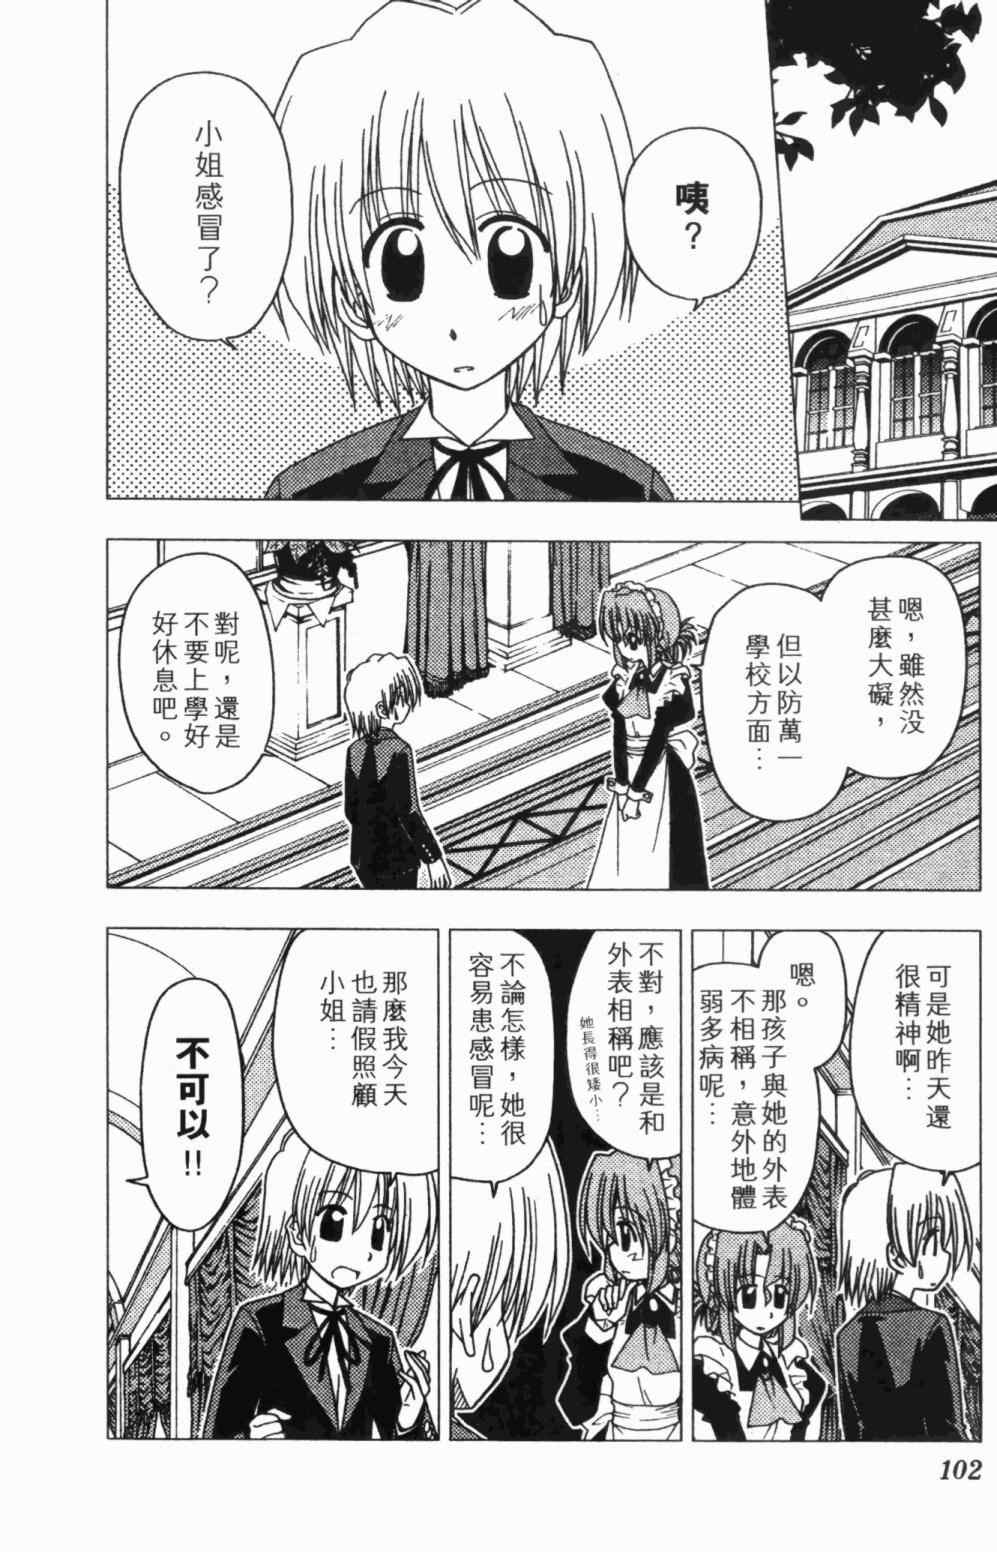 咦？
小姐感冒了？
嗯，雖然没
甚麼大礙，
但以防萬一
學校方面…
對呢，還是
不要上學好
好休息吧。
可是她昨天還
很精神啊…
嗯。
那孩子與她的外表
不相稱，意外地體
弱多病呢…
不對，應該是和
外表相稱吧？
她長得很矮小…
不論怎樣，她很
容易患感冒呢…
那麼我今天
也請假照顧
小姐…
不可以!!
102